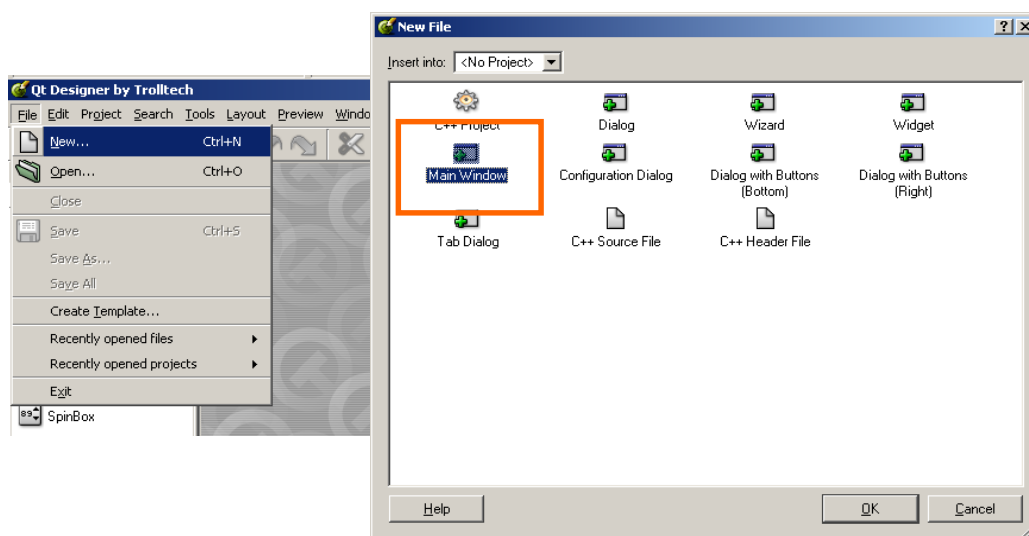 New File
Insert into: <No Project>
C++ Project
Dialog
Wizard
Widget
Main Window
Configuration Dialog
Dialog with Buttons
(Bottom)
Dialog with Buttons
(Right)
Tab Dialog
C++ Source File
C++ Header File
Help
OK
Cancel
Qt Designer by Trolltech
File Edit Project Search Tools Layout Preview Windo
New... Ctrl+N
Open... Ctrl+O
Close
Save Ctrl+S
Save As...
Save All
Create Template...
Recently opened files
Recently opened projects
Exit
SpinBox